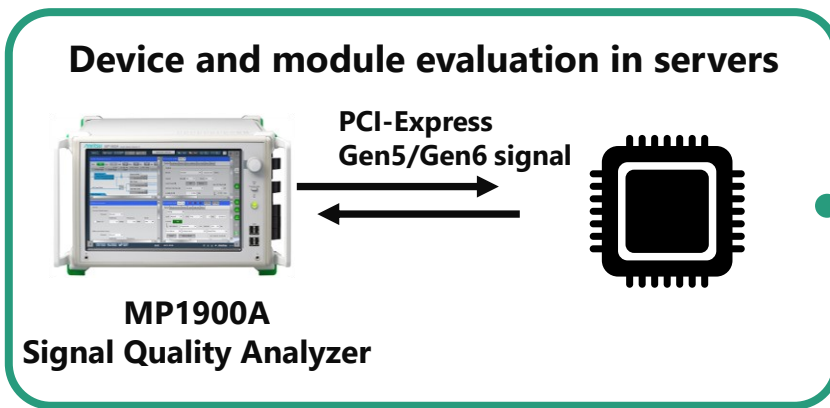 Device and module evaluation in servers
PCI-Express
Gen5/Gen6 signal
MP1900A
Signal Quality Analyzer